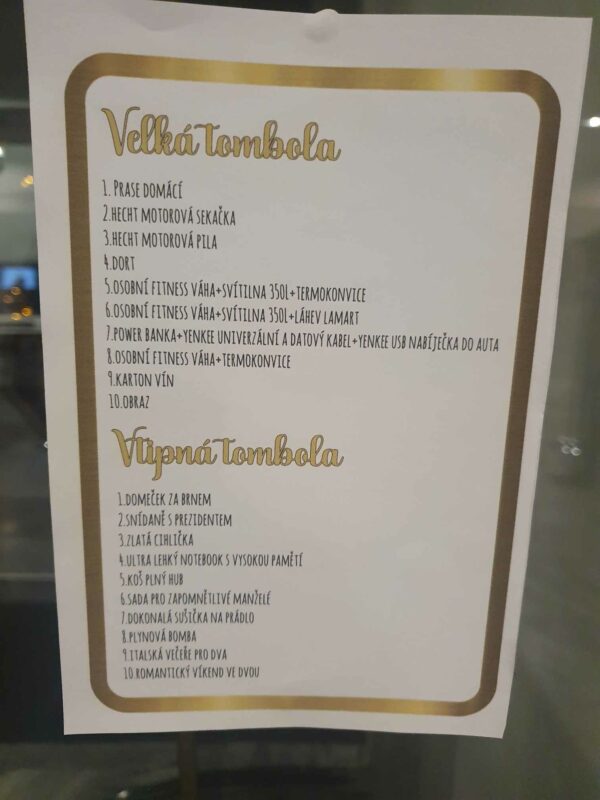 Velká tombola
1. PRASE DOMÁCÍ
2.HECHT MOTOROVÁ SEKAČKA
3.HECHT MOTOROVÁ PILA
4.DORT
5.OSOBNÍ FITNESS VÁHA+SVÍTILNA 350L+TERMOKONVICE
6.OSOBNÍ FITNESS VÁHA+SVÍTILNA 350L+LÁHEV LAMART
7.POWER BANKA+YENKEE UNIVERZÁLNÍ A DATOVÝ KABEL+YENKEE USB NABÍJEČKA DO AUTA
8.OSOBNÍ FITNESS VÁHA+TERMOKONVICE
9.KARTON VÍN
10.OBRAZ
Vtipná tombola
1.DOMEČEK ZA BRNEM
2.SNÍDANĚ S PREZIDENTEM
3.ZLATÁ CIHLIČKA
4.ULTRA LEHKÝ NOTEBOOK S VYSOKOU PAMĚTÍ
5.KOŠ PLNÝ HUB
6.SADA PRO ZAPOMNĚTLIVÉ MANŽELÉ
7.DOKONALÁ SUŠIČKA NA PRÁDLO
8.PLYNOVÁ BOMBA
9.ITALSKÁ VEČEŘE PRO DVA
10.ROMANTICKÝ VÍKEND VE DVOU